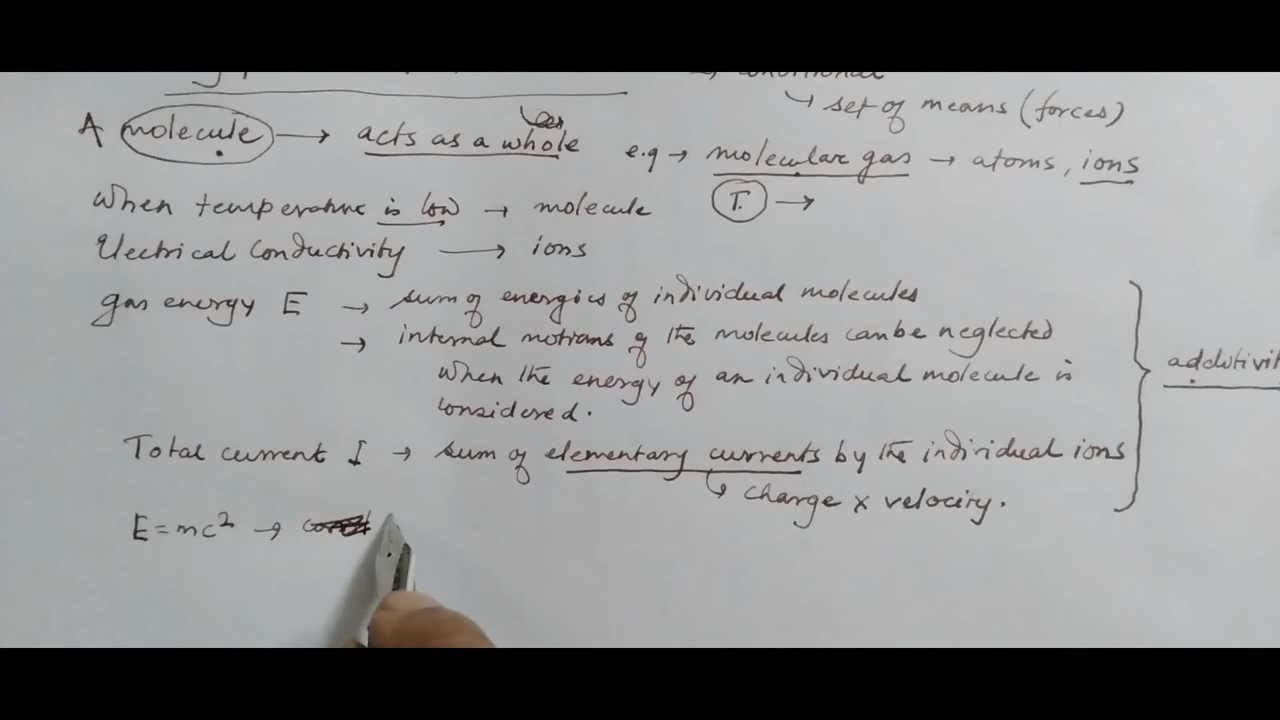 → conditional
↳ set of means (forces)
A molecule → acts as a whole
e.g → molecular gas → atoms, ions
T. →
When temperature is low → molecule
Electrical Conductivity → ions
gas energy E → sum of energies of individual molecules
→ internal motions of the molecules can be neglected
when the energy of an individual molecule is
considered.
additivit
Total current I → sum of elementary currents by the individual ions
↳ charge × velocity.
E = mc² →